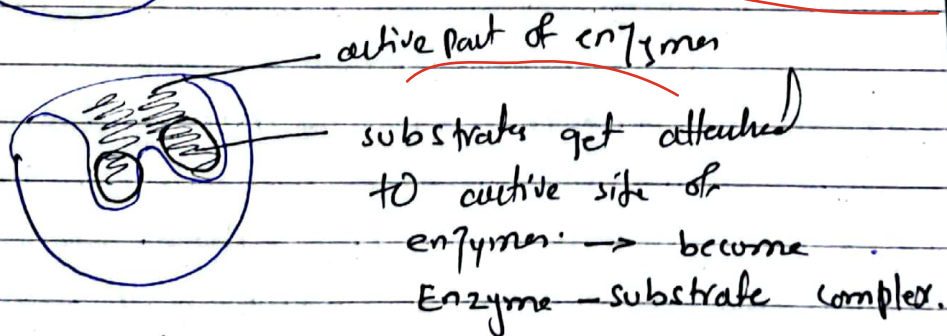 active part of enzymes
substrates get attached
to active site of
enzymes. → become
Enzyme - substrate complex.